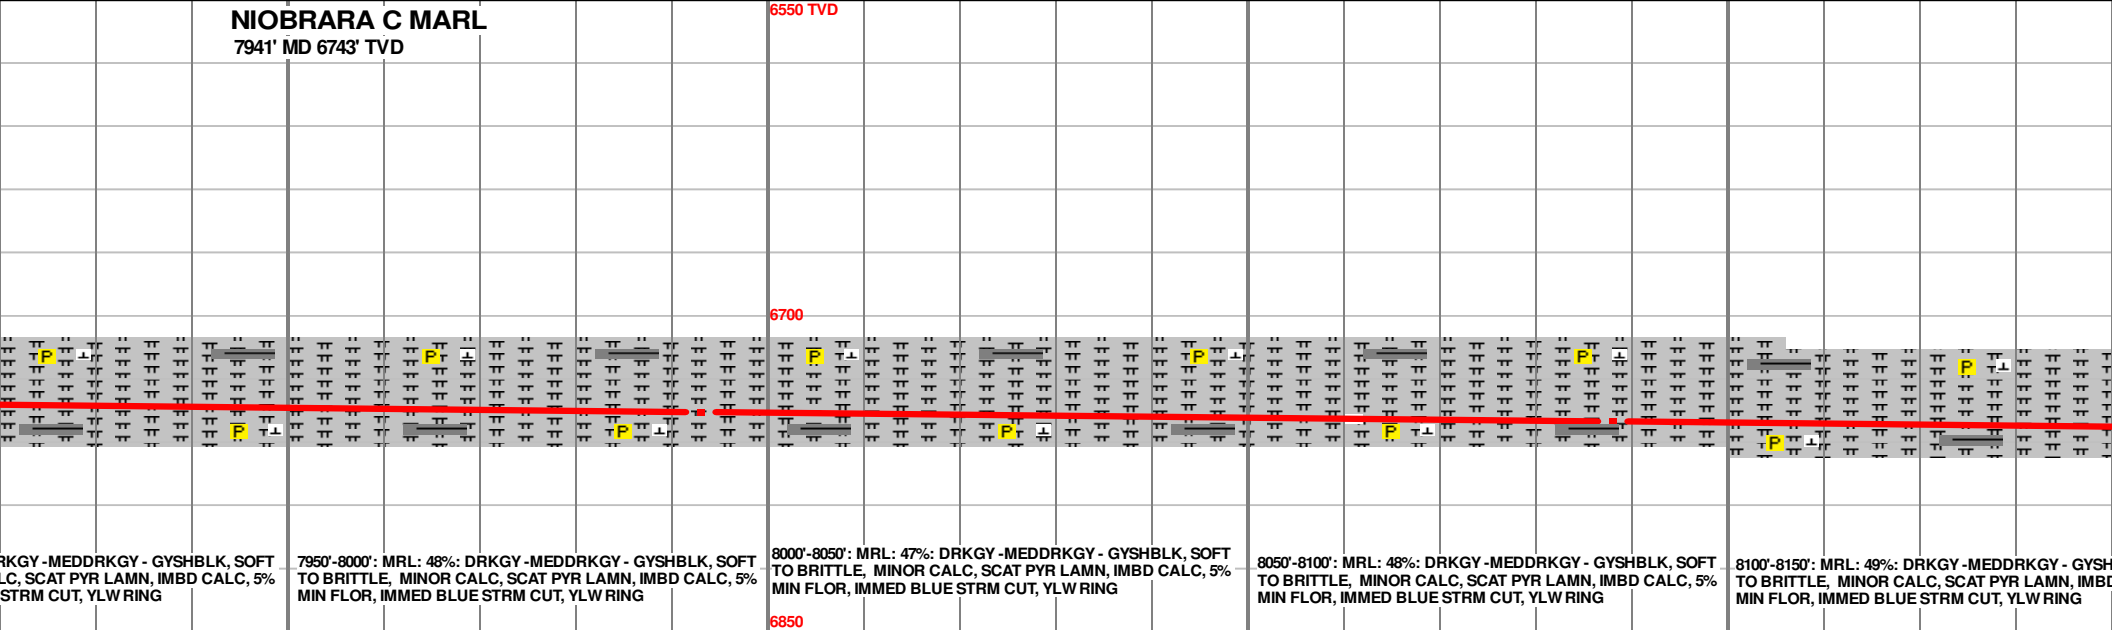 NIOBRARA C MARL
7941' MD 6743' TVD
6550 TVD
6700
P
P
P
P
P
P
P
P
P
P
P
P
RKGY -MEDDRKGY - GYSHBLK, SOFT
LC, SCAT PYR LAMN, IMBD CALC, 5%
STRM CUT, YLW RING
7950'-8000': MRL: 48%: DRKGY -MEDDRKGY - GYSHBLK, SOFT
TO BRITTLE, MINOR CALC, SCAT PYR LAMN, IMBD CALC, 5%
MIN FLOR, IMMED BLUE STRM CUT, YLW RING
8000'-8050': MRL: 47%: DRKGY -MEDDRKGY - GYSHBLK, SOFT
TO BRITTLE, MINOR CALC, SCAT PYR LAMN, IMBD CALC, 5%
MIN FLOR, IMMED BLUE STRM CUT, YLW RING
8050'-8100': MRL: 48%: DRKGY -MEDDRKGY - GYSHBLK, SOFT
TO BRITTLE, MINOR CALC, SCAT PYR LAMN, IMBD CALC, 5%
MIN FLOR, IMMED BLUE STRM CUT, YLW RING
8100'-8150': MRL: 49%: DRKGY -MEDDRKGY - GYSH
TO BRITTLE, MINOR CALC, SCAT PYR LAMN, IMBD
MIN FLOR, IMMED BLUE STRM CUT, YLW RING
6850